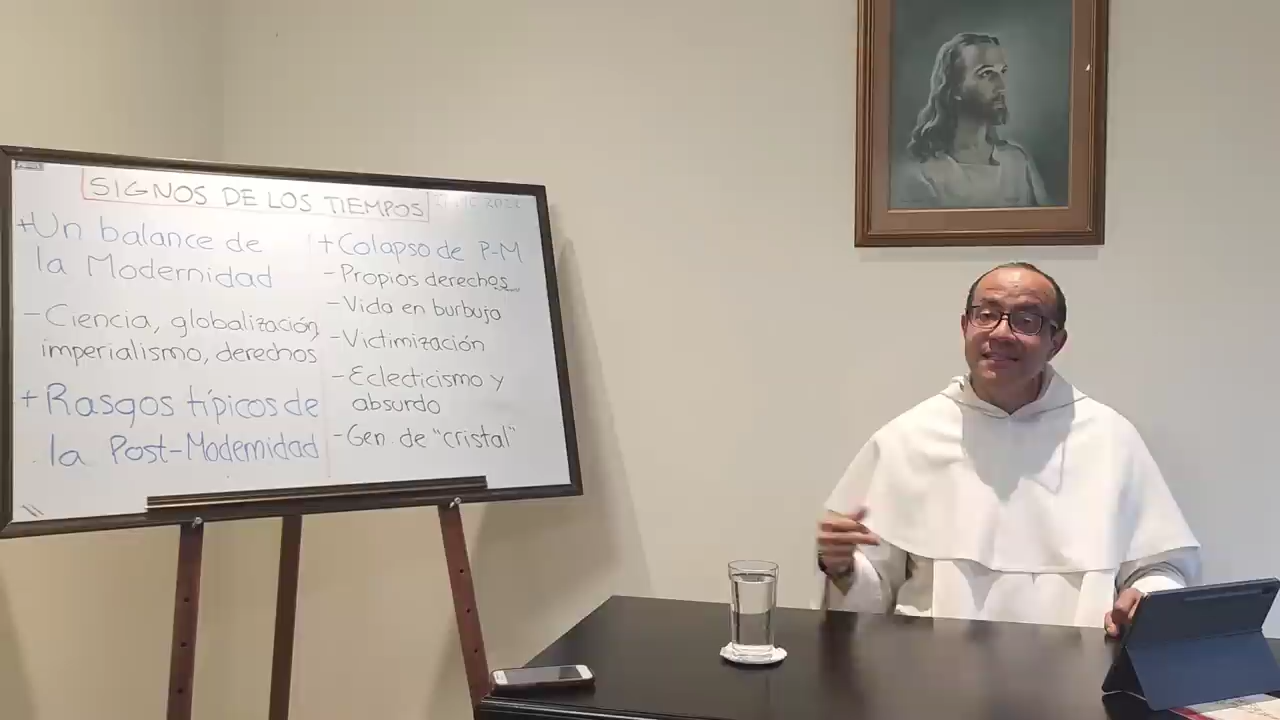 SIGNOS DE LOS TIEMPOS
+Un balance de
la Modernidad
-Ciencia, globalización,
imperialismo, derechos
+Rasgos típicos de
la Post-Modernidad
+Colapso de P-M
-Propios derechos
-Vida en burbuja
-Victimización
-Eclecticismo y
absurdo
-Gen. de "cristal"